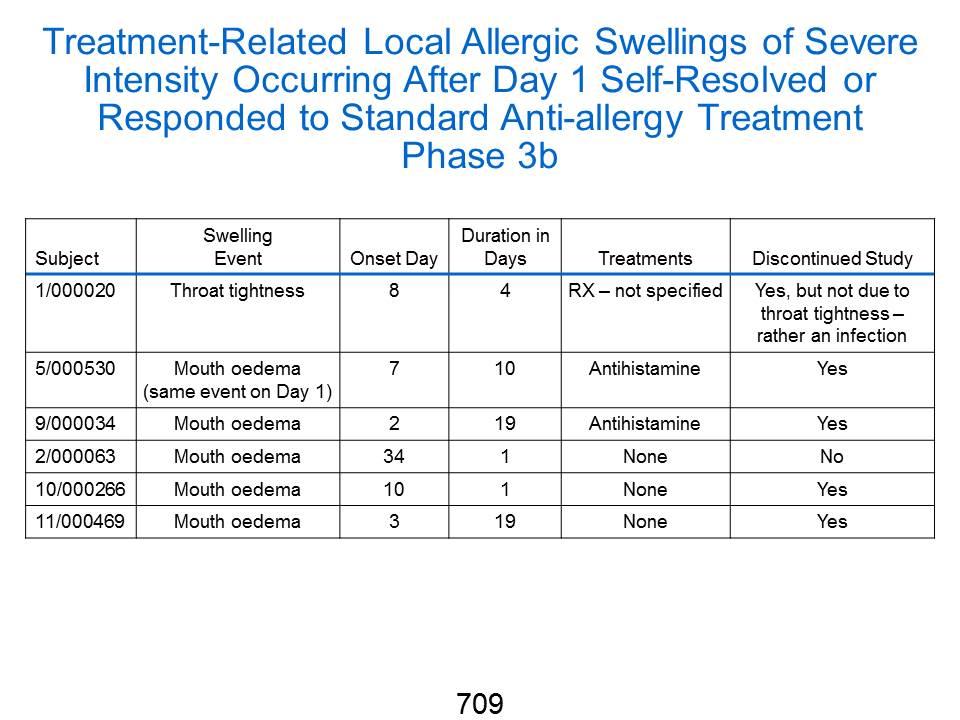 Treatment-Related Local Allergic Swellings of Severe
Intensity Occurring After Day 1 Self-Resolved or
Responded to Standard Anti-allergy Treatment
Phase 3b
Subject Swelling Event Onset Day Duration in Days Treatments Discontinued Study
1/000020 Throat tightness 8 4 RX – not specified Yes, but not due to
throat tightness –
rather an infection
5/000530 Mouth oedema 7 10 Antihistamine Yes
(same event on Day 1)
9/000034 Mouth oedema 2 19 Antihistamine Yes
2/000063 Mouth oedema 34 1 None No
10/000266 Mouth oedema 10 1 None Yes
11/000469 Mouth oedema 3 19 None Yes
709